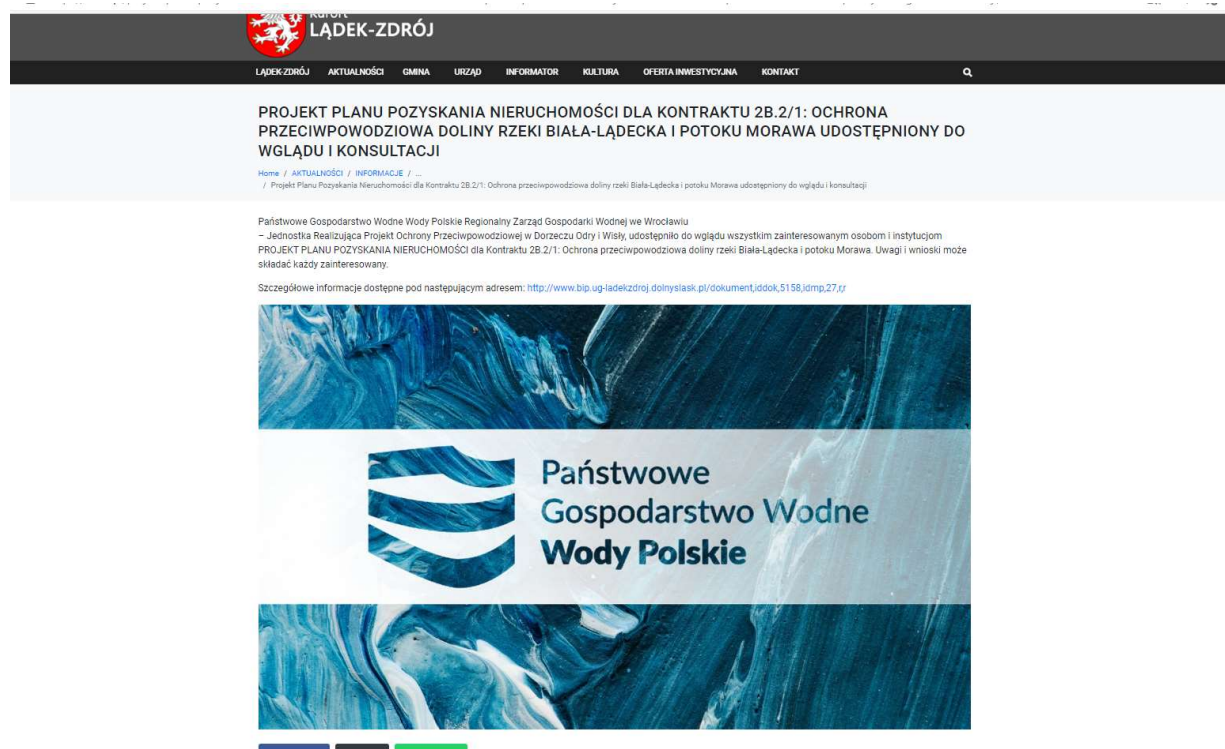 LĄDEK-ZDRÓJ
LĄDEK-ZDRÓJ AKTUALNOŚCI GMINA URZĄD INFORMATOR KULTURA OFERTA INWESTYCYJNA KONTAKT
PROJEKT PLANU POZYSKANIA NIERUCHOMOŚCI DLA KONTRAKTU 2B.2/1: OCHRONA
PRZECIWPOWODZIOWA DOLINY RZEKI BIAŁA-LĄDECKA I POTOKU MORAWA UDOSTĘPNIONY DO
WGLĄDU I KONSULTACJI
Home / AKTUALNOŚCI / INFORMACJE / ...
/ Projekt Planu Pozyskania Nieruchomości dla Kontraktu 2B.2/1: Ochrona przeciwpowodziowa doliny rzeki Biała-Lądecka i potoku Morawa udostępniony do wglądu i konsultacji
Państwowe Gospodarstwo Wodne Wody Polskie Regionalny Zarząd Gospodarki Wodnej we Wrocławiu
– Jednostka Realizująca Projekt Ochrony Przeciwpowodziowej w Dorzeczu Odry i Wisły, udostępniło do wglądu wszystkim zainteresowanym osobom i instytucjom
PROJEKT PLANU POZYSKANIA NIERUCHOMOŚCI dla Kontraktu 2B.2/1: Ochrona przeciwpowodziowa doliny rzeki Biała-Lądecka i potoku Morawa. Uwagi i wnioski może
składać każdy zainteresowany.
Szczegółowe informacje dostępne pod następującym adresem: http://www.bip.ug-ladekzdroj.dolnyslask.pl/dokument,iddok,5158,idmp,27,r,r
Państwowe
Gospodarstwo Wodne
Wody Polskie